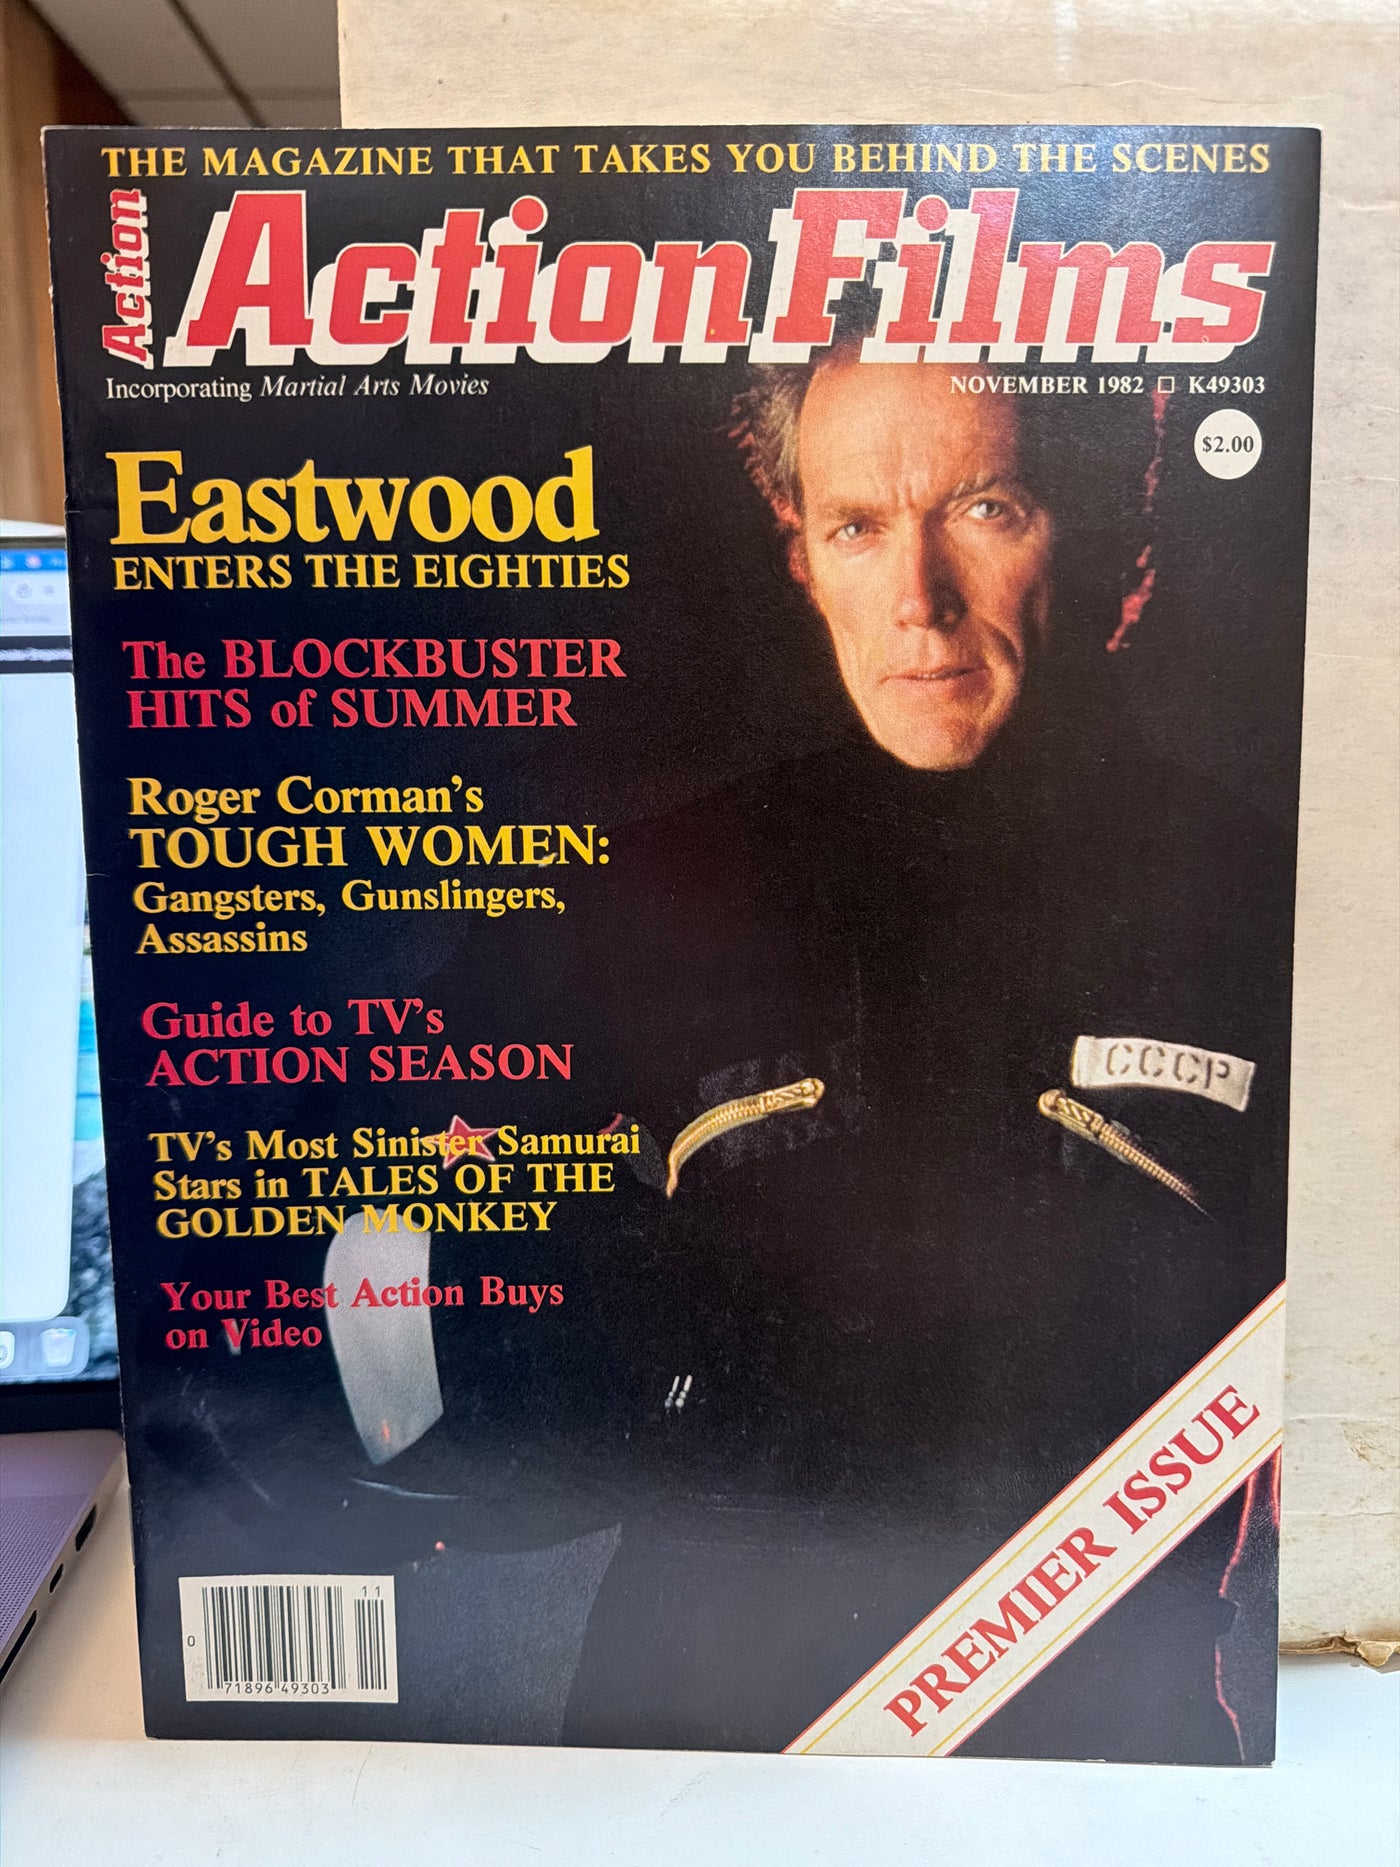 THE MAGAZINE THAT TAKES YOU BEHIND THE SCENES
Action
Action Films
Incorporating Martial Arts Movies
NOVEMBER 1982 □ K49303
$2.00
Eastwood
ENTERS THE EIGHTIES
The BLOCKBUSTER
HITS of SUMMER
Roger Corman's
TOUGH WOMEN:
Gangsters, Gunslingers,
Assassins
Guide to TV's
ACTION SEASON
CCCP
TV's Most Sinister Samurai
Stars in TALES OF THE
GOLDEN MONKEY
Your Best Action Buys
on Video
PREMIER ISSUE
11
0
71896 49303